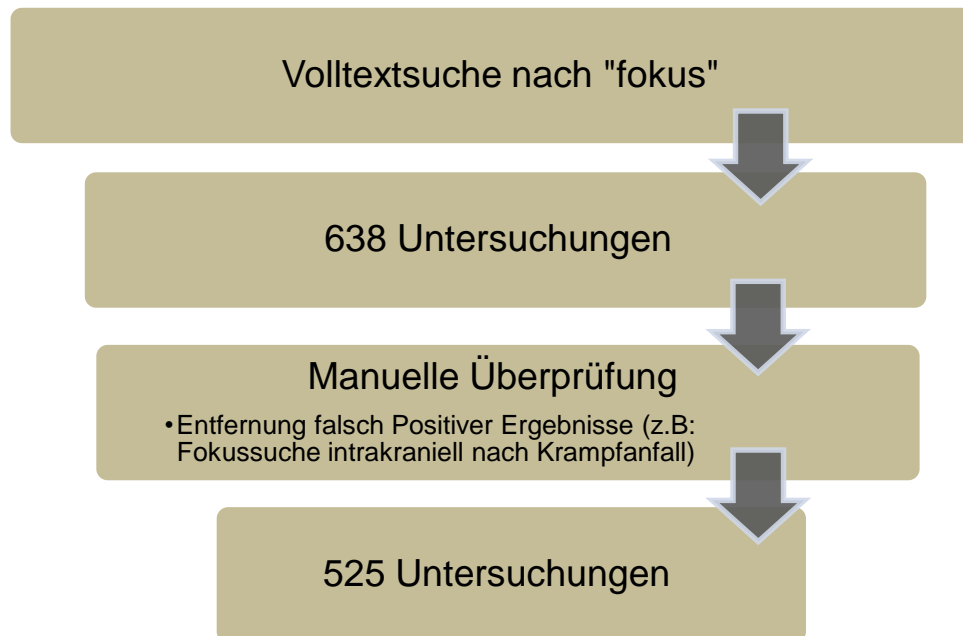 Volltextsuche nach "fokus"
638 Untersuchungen
Manuelle Überprüfung
•Entfernung falsch Positiver Ergebnisse (z.B:
Fokussuche intrakraniell nach Krampfanfall)
525 Untersuchungen